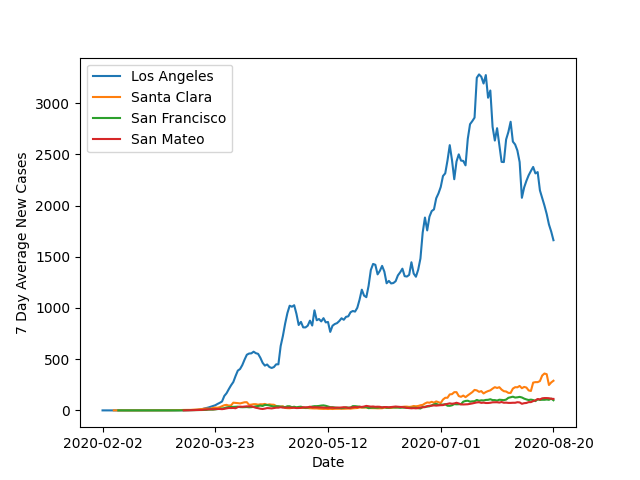 Los Angeles
Santa Clara
San Francisco
San Mateo
3000
2500
2000
1500
1000
500
0
7 Day Average New Cases
2020-02-02 2020-03-23 2020-05-12 2020-07-01 2020-08-20
Date